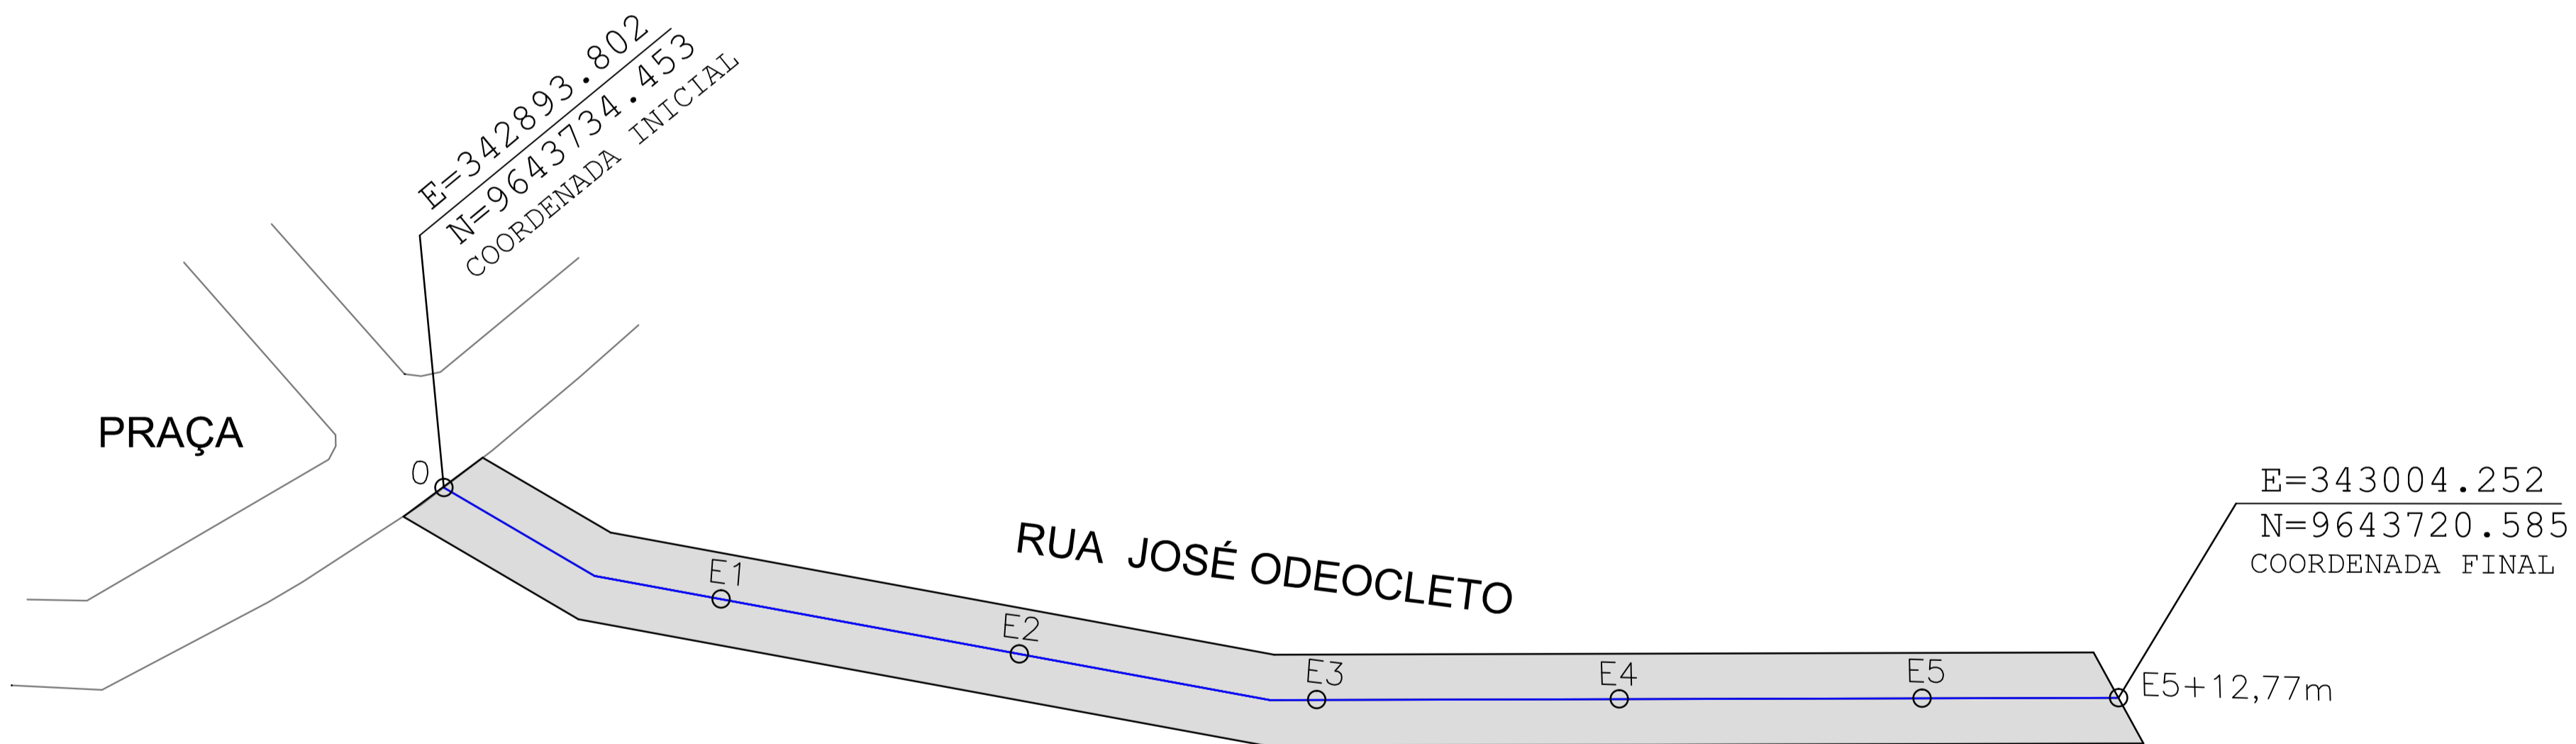 E=342893.802
N=9643734.453
COORDENADA INICIAL
PRAÇA
0
E1
E2
RUA JOSÉ ODEOCLETO
E3
E4
E5
E5+12,77m
E=343004.252
N=9643720.585
COORDENADA FINAL